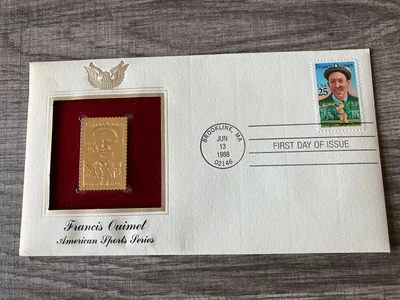 25
BROOKLINE, MA
JUN
13
1988
02146
FIRST DAY OF ISSUE
Francis Ouimet
American Sports Series